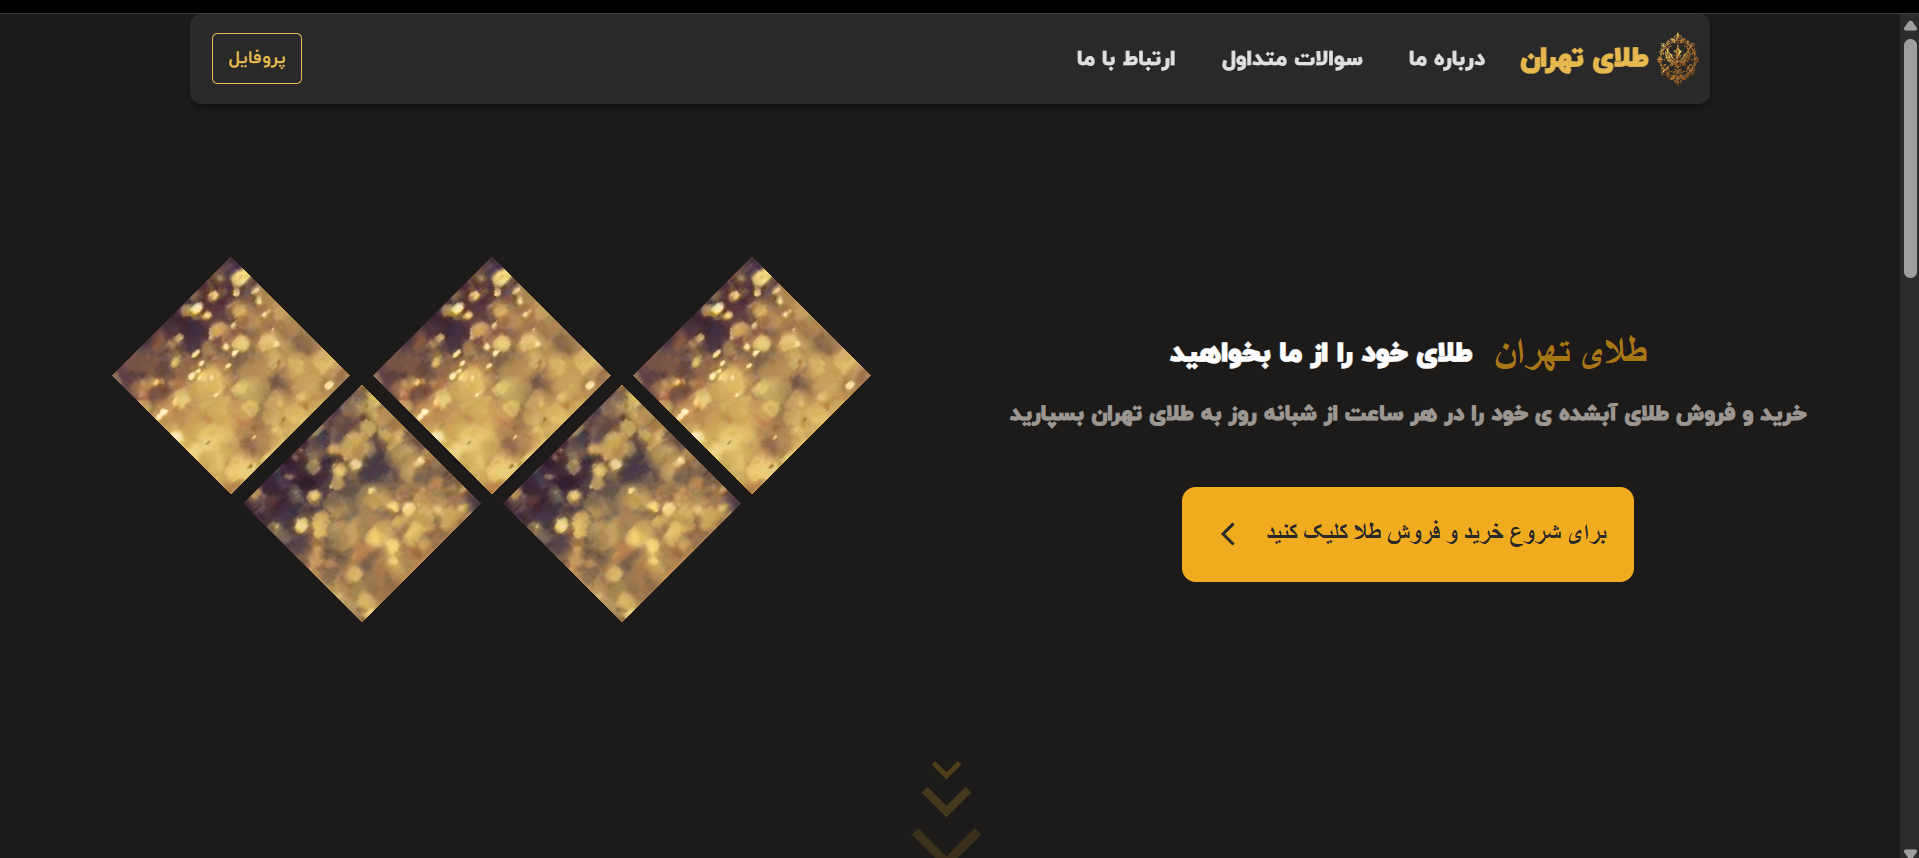 طلای تهران
درباره ما
سوالات متداول
ارتباط با ما
پروفایل
طلای تهران طلای خود را از ما بخواهید
خرید و فروش طلای آبشده ی خود را در هر ساعت از شبانه روز به طلای تهران بسپارید
برای شروع خرید و فروش طلا کلیک کنید